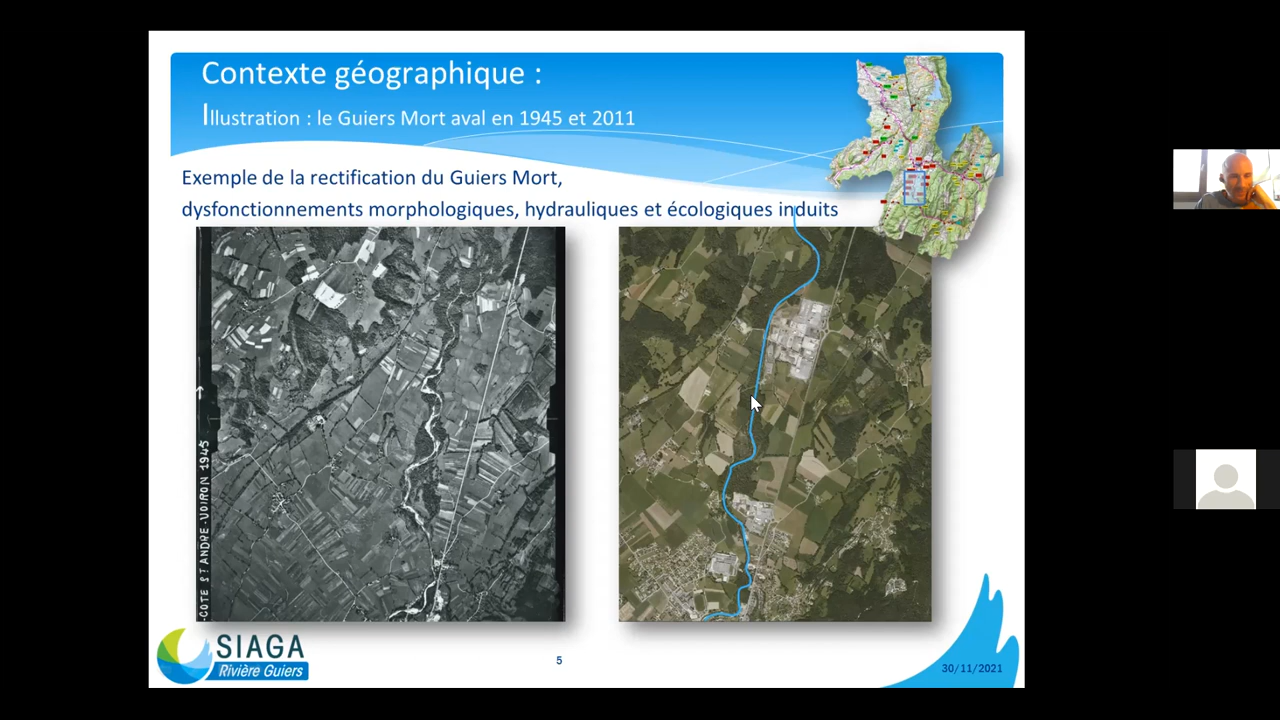 Contexte géographique :
Illustration : le Guiers Mort aval en 1945 et 2011
Exemple de la rectification du Guiers Mort,
dysfonctionnements morphologiques, hydrauliques et écologiques induits
-COTE ST ANDRE-VOIRON 1945
SIAGA
Rivière Guiers
5
30/11/2021